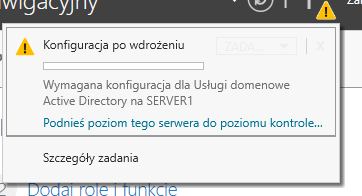 wigacyjny
Konfiguracja po wdrożeniu
ZADA...
X
Wymagana konfiguracja dla Usługi domenowe
Active Directory na SERVER1
Podnieś poziom tego serwera do poziomu kontrole...
Szczegóły zadania
Dodaj role i funkcje